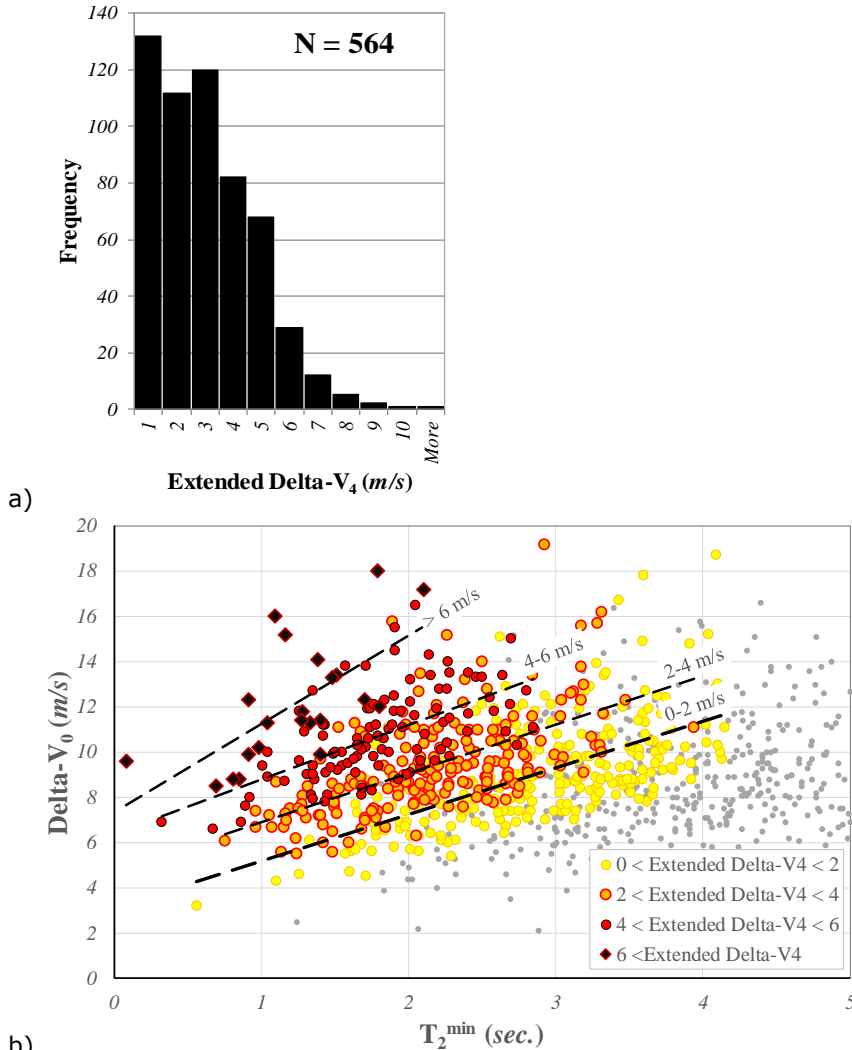 140
N = 564
120
100
80
60
40
20
0
Frequency
1 2 3 4 5 6 7 8 9 10 More
Extended Delta-V4 (m/s)
a)
20
18
16
14
12
10
8
6
4
2
0
Delta-V0 (m/s)
> 6 m/s
4-6 m/s
2-4 m/s
0-2 m/s
0 < Extended Delta-V4 < 2
2 < Extended Delta-V4 < 4
4 < Extended Delta-V4 < 6
6 <Extended Delta-V4
0 1 2 3 4 5
T2min (sec.)
b)